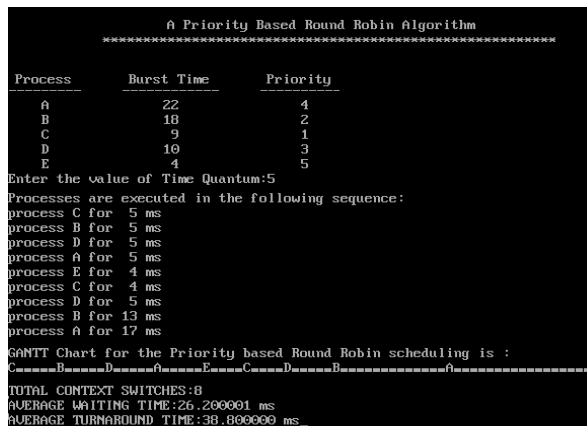 A Priority Based Round Robin Algorithm
********************************************************
Process Burst Time Priority
--------- ------------ ----------
A 22 4
B 18 2
C 9 1
D 10 3
E 4 5
Enter the value of Time Quantum:5
Processes are executed in the following sequence:
process C for 5 ms
process B for 5 ms
process D for 5 ms
process A for 5 ms
process E for 4 ms
process C for 4 ms
process D for 5 ms
process B for 13 ms
process A for 17 ms
GANTT Chart for the Priority based Round Robin scheduling is :
C-----B-----D-----A-----E----C----D-----B-------------A-----------------
TOTAL CONTEXT SWITCHES:8
AVERAGE WAITING TIME:26.200001 ms
AVERAGE TURNAROUND TIME:38.800000 ms_